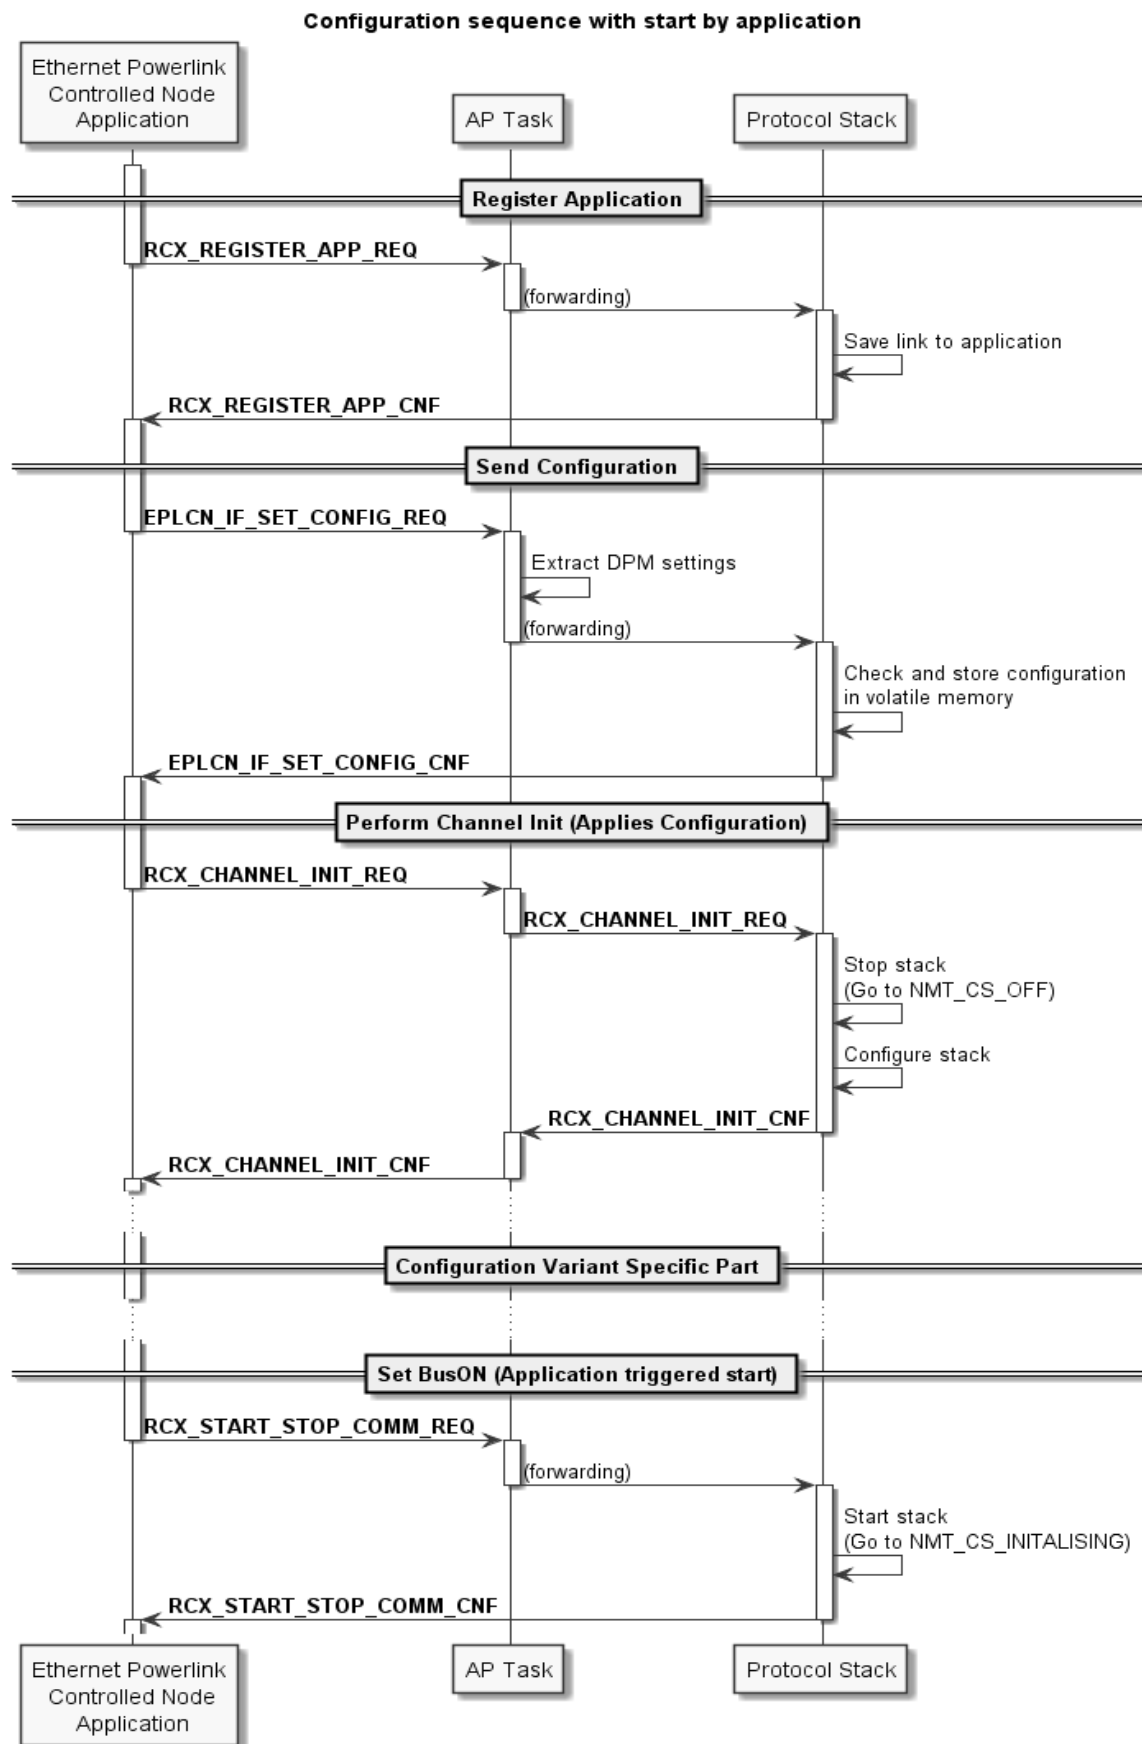 Configuration sequence with start by application
Ethernet Powerlink
Controlled Node
Application
AP Task
Protocol Stack
Register Application
RCX_REGISTER_APP_REQ
(forwarding)
Save link to application
RCX_REGISTER_APP_CNF
Send Configuration
EPLCN_IF_SET_CONFIG_REQ
Extract DPM settings
(forwarding)
Check and store configuration
in volatile memory
EPLCN_IF_SET_CONFIG_CNF
Perform Channel Init (Applies Configuration)
RCX_CHANNEL_INIT_REQ
RCX_CHANNEL_INIT_REQ
Stop stack
(Go to NMT_CS_OFF)
Configure stack
RCX_CHANNEL_INIT_CNF
RCX_CHANNEL_INIT_CNF
Configuration Variant Specific Part
Set BusON (Application triggered start)
RCX_START_STOP_COMM_REQ
(forwarding)
Start stack
(Go to NMT_CS_INITALISING)
RCX_START_STOP_COMM_CNF
Ethernet Powerlink
Controlled Node
Application
AP Task
Protocol Stack